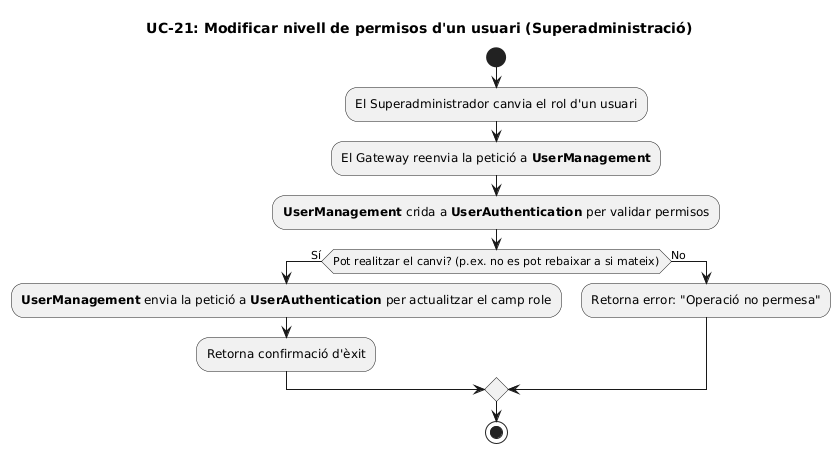 UC-21: Modificar nivell de permisos d'un usuari (Superadministració)
El Superadministrador canvia el rol d'un usuari
El Gateway reenvia la petició a UserManagement
UserManagement crida a UserAuthentication per validar permisos
Sí
Pot realitzar el canvi? (p.ex. no es pot rebaixar a si mateix)
No
UserManagement envia la petició a UserAuthentication per actualitzar el camp role
Retorna error: "Operació no permesa"
Retorna confirmació d'èxit